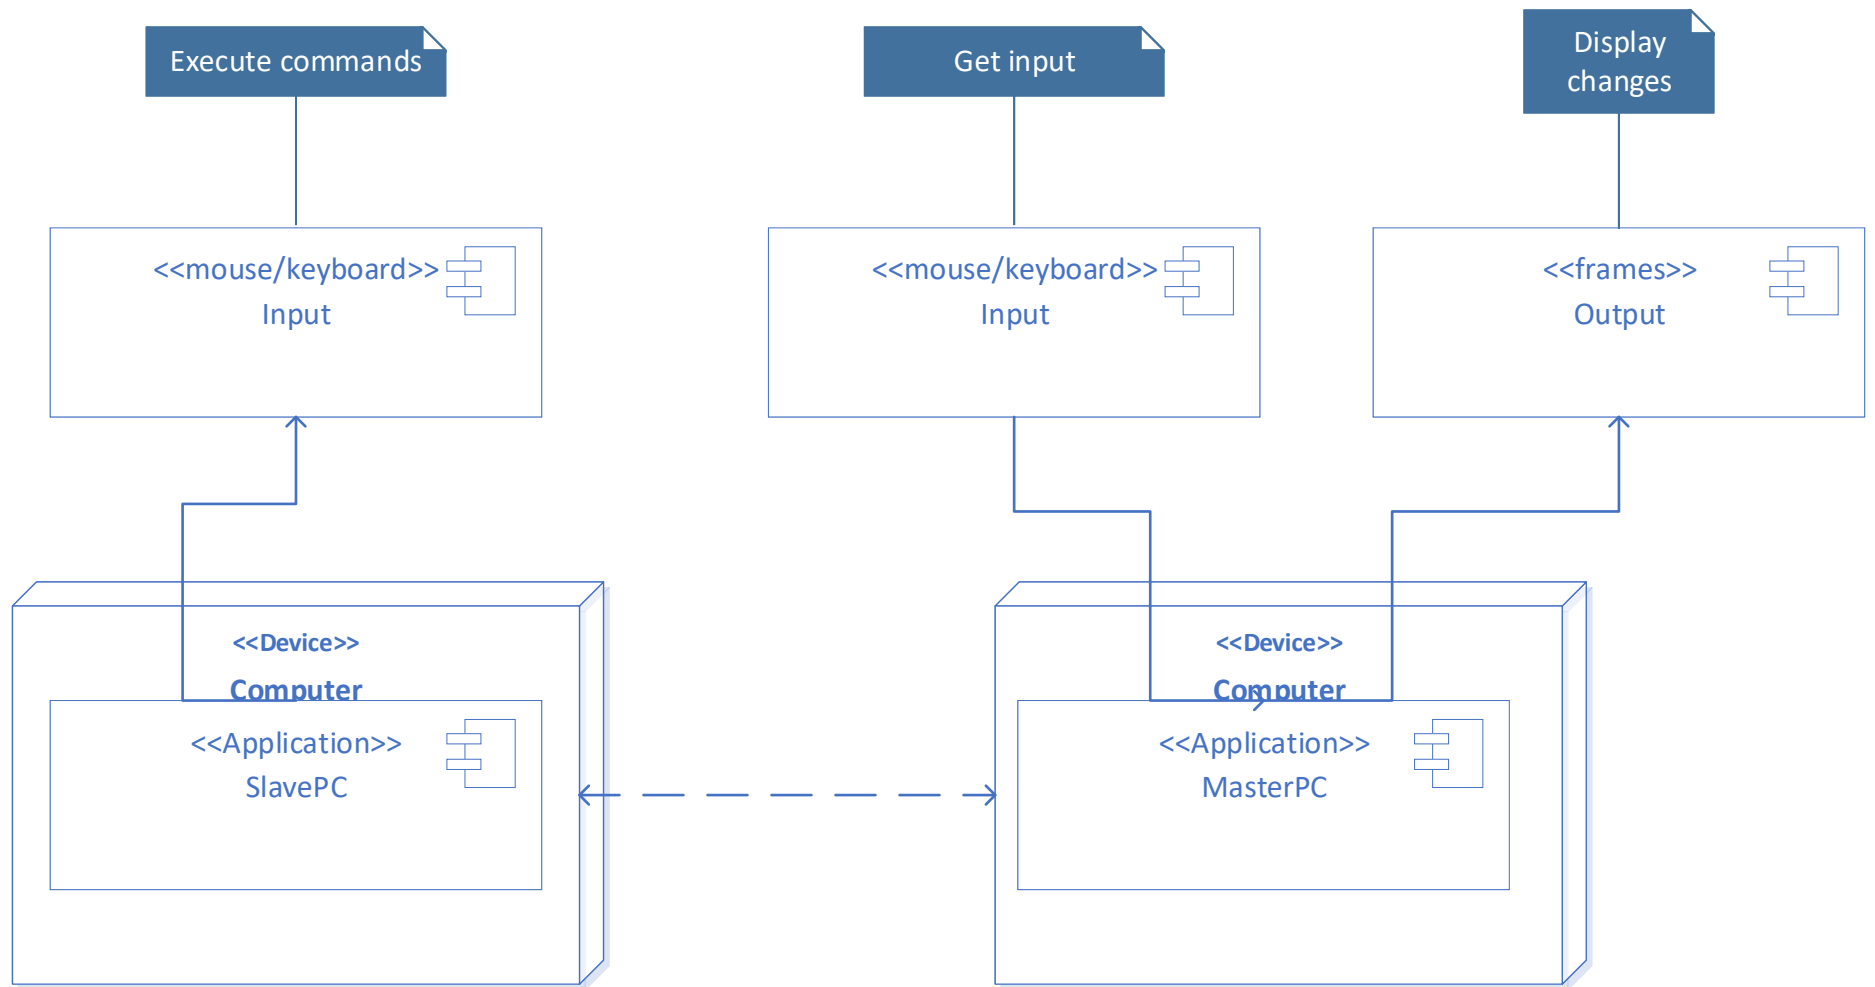 Execute commands
Get input
Display
changes
<<mouse/keyboard>>
Input
<<mouse/keyboard>>
Input
<<frames>>
Output
<<Device>>
Computer
<<Application>>
SlavePC
<<Device>>
Computer
<<Application>>
MasterPC